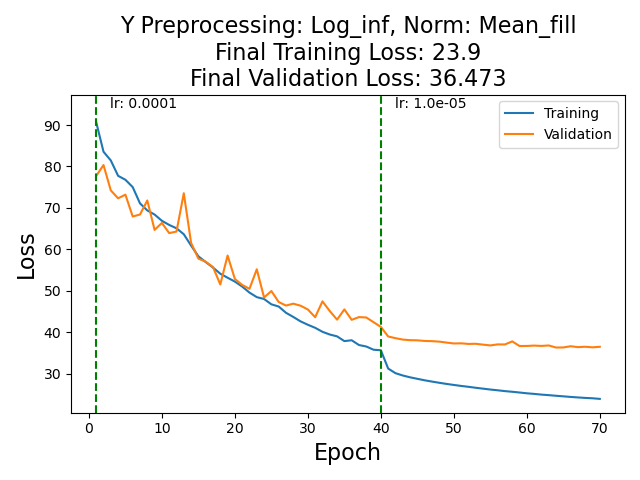 Y Preprocessing: Log_inf, Norm: Mean_fill
Final Training Loss: 23.9
Final Validation Loss: 36.473
lr: 0.0001
lr: 1.0e-05
Training
Validation
90
80
70
60
50
40
30
Loss
0
10
20
30
40
50
60
70
Epoch